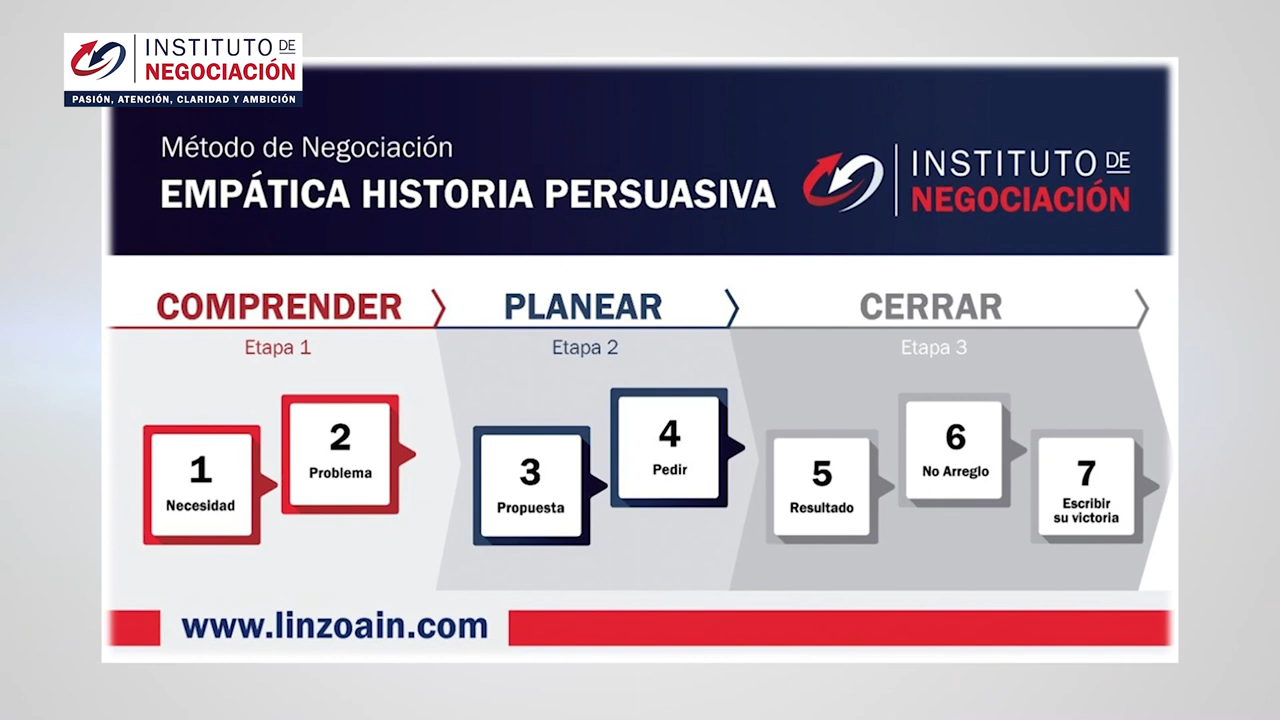 INSTITUTO DE
NEGOCIACIÓN
PASIÓN, ATENCIÓN, CLARIDAD Y AMBICIÓN
Método de Negociación
EMPÁTICA HISTORIA PERSUASIVA
INSTITUTO DE
NEGOCIACIÓN
COMPRENDER
PLANEAR
CERRAR
Etapa 1
Etapa 2
Etapa 3
1
Necesidad
2
Problema
3
Propuesta
4
Pedir
5
Resultado
6
No Arreglo
7
Escribir
su victoria
www.linzoain.com